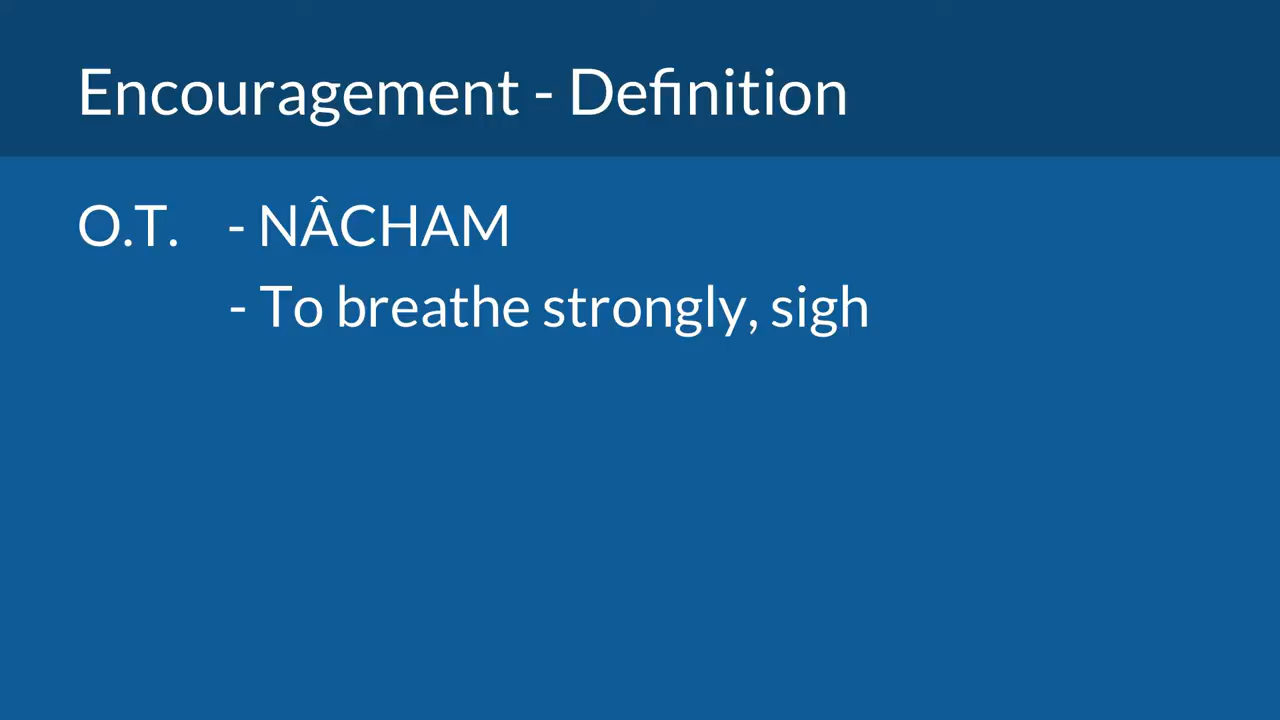 Encouragement - Definition
O.T. - NÂCHAM
- To breathe strongly, sigh